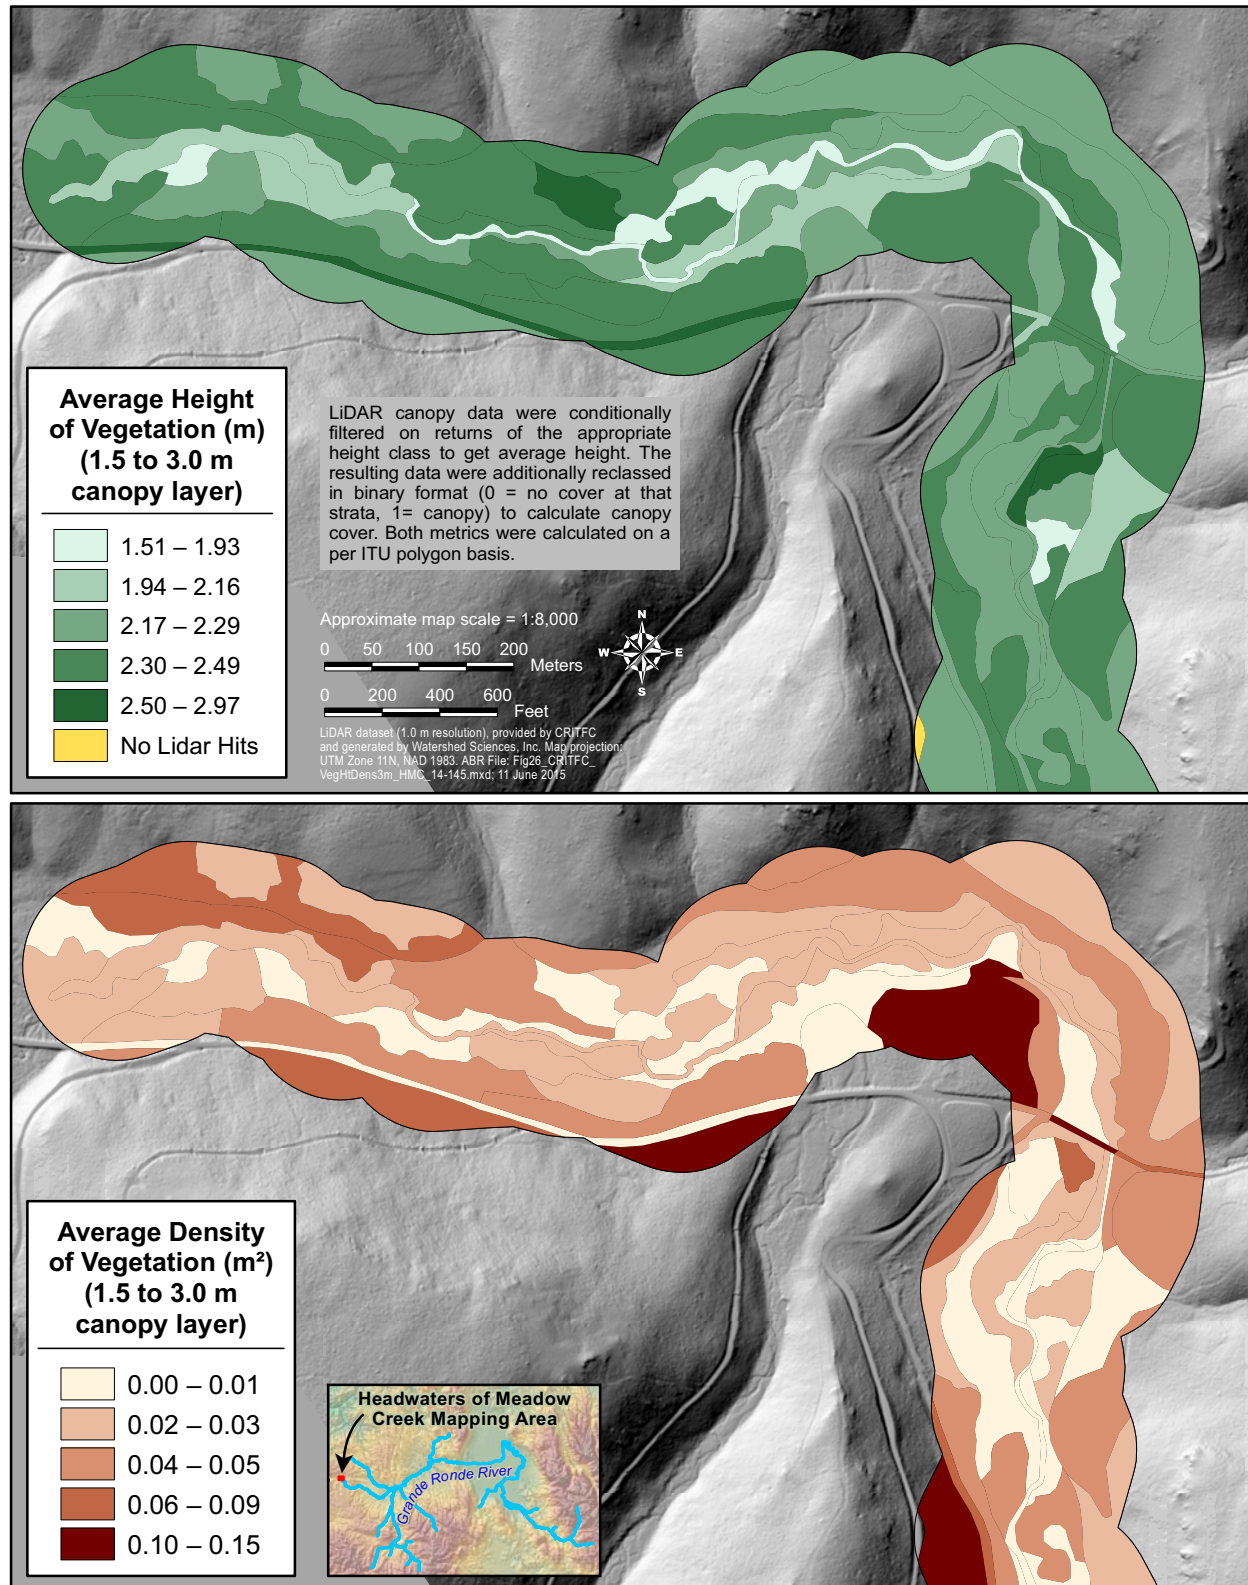 Average Height
of Vegetation (m)
(1.5 to 3.0 m
canopy layer)
1.51 – 1.93
1.94 – 2.16
2.17 – 2.29
2.30 – 2.49
2.50 – 2.97
No Lidar Hits
LiDAR canopy data were conditionally
filtered on returns of the appropriate
height class to get average height. The
resulting data were additionally reclassed
in binary format (0 = no cover at that
strata, 1= canopy) to calculate canopy
cover. Both metrics were calculated on a
per ITU polygon basis.
Approximate map scale = 1:8,000
0 50 100 150 200
Meters
0 200 400 600
Feet
N
W E
S
LiDAR dataset (1.0 m resolution), provided by CRITFC
and generated by Watershed Sciences, Inc. Map projection:
UTM Zone 11N, NAD 1983. ABR File: Fig26_CRITFC_
VegHtDens3m_HMC_14-145.mxd; 11 June 2015
Average Density
of Vegetation (m²)
(1.5 to 3.0 m
canopy layer)
0.00 – 0.01
0.02 – 0.03
0.04 – 0.05
0.06 – 0.09
0.10 – 0.15
Headwaters of Meadow
Creek Mapping Area
Grande Ronde River